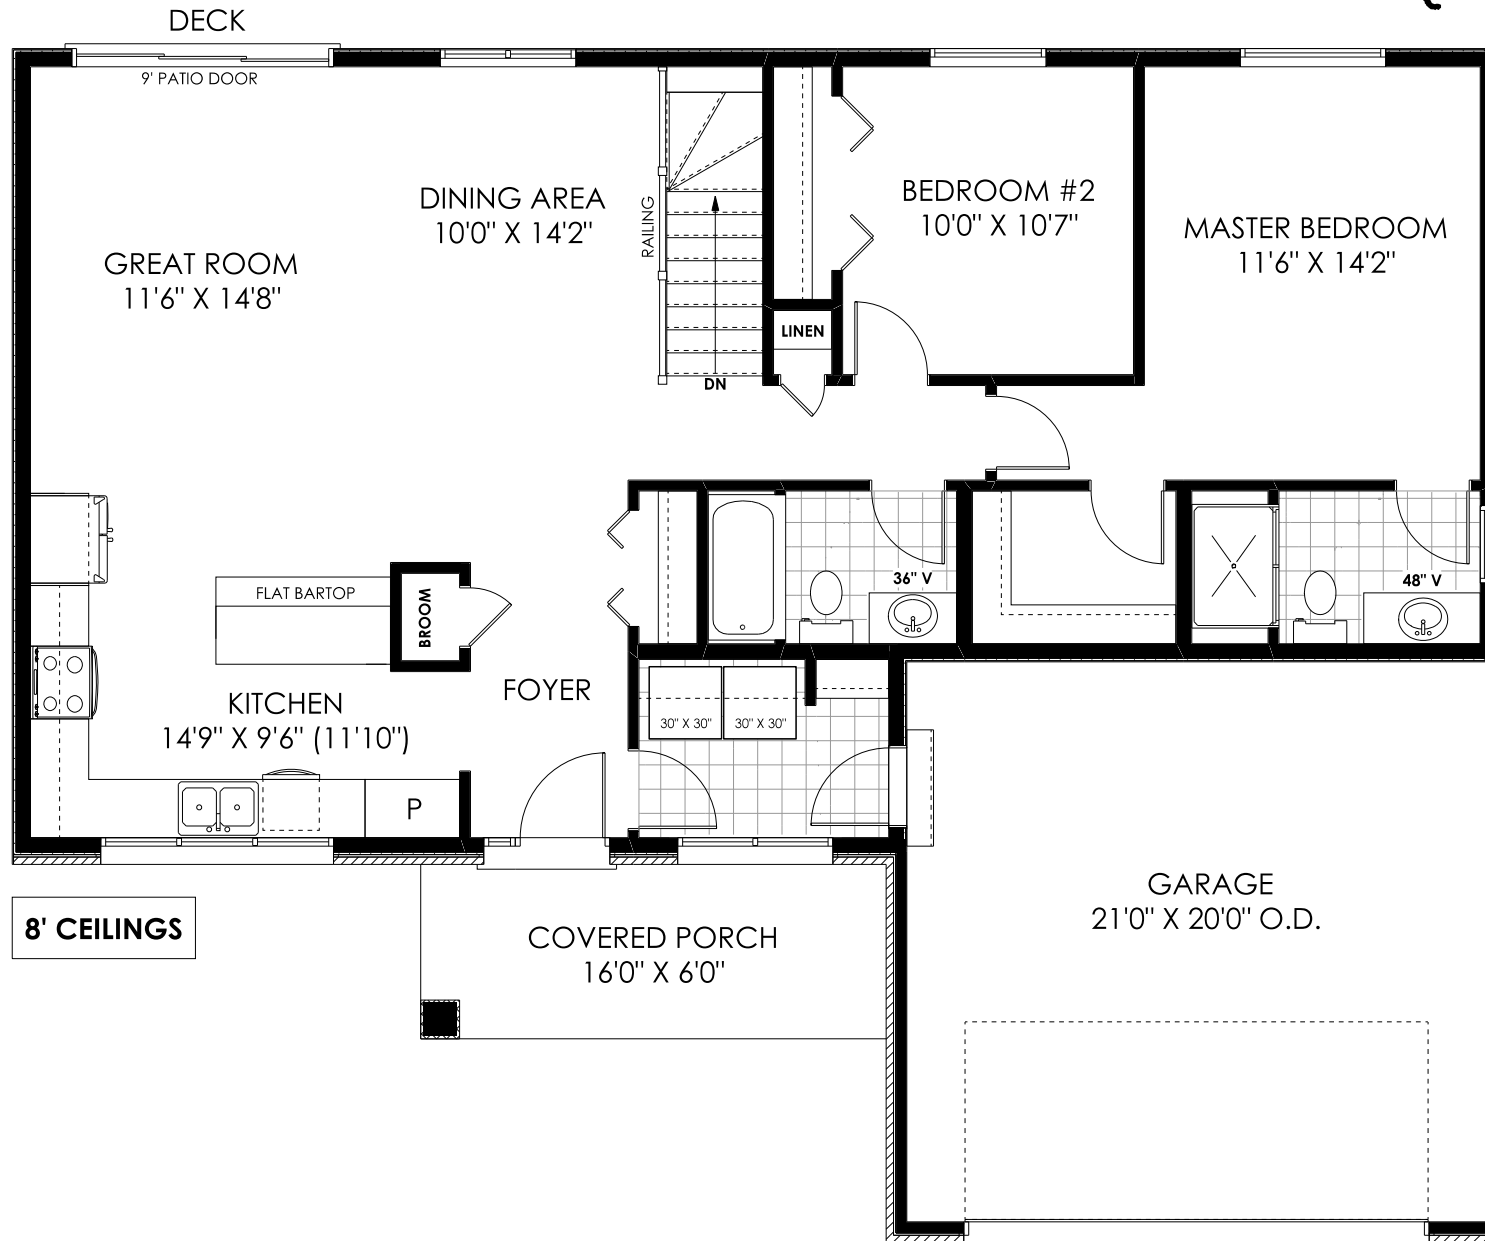 DECK
9' PATIO DOOR
DINING AREA
10'0" X 14'2"
RAILING
BEDROOM #2
10'0" X 10'7"
MASTER BEDROOM
11'6" X 14'2"
GREAT ROOM
11'6" X 14'8"
LINEN
DN
FLAT BARTOP
BROOM
36" V
48" V
KITCHEN
14'9" X 9'6" (11'10")
FOYER
30" X 30"
30" X 30"
P
8' CEILINGS
COVERED PORCH
16'0" X 6'0"
GARAGE
21'0" X 20'0" O.D.